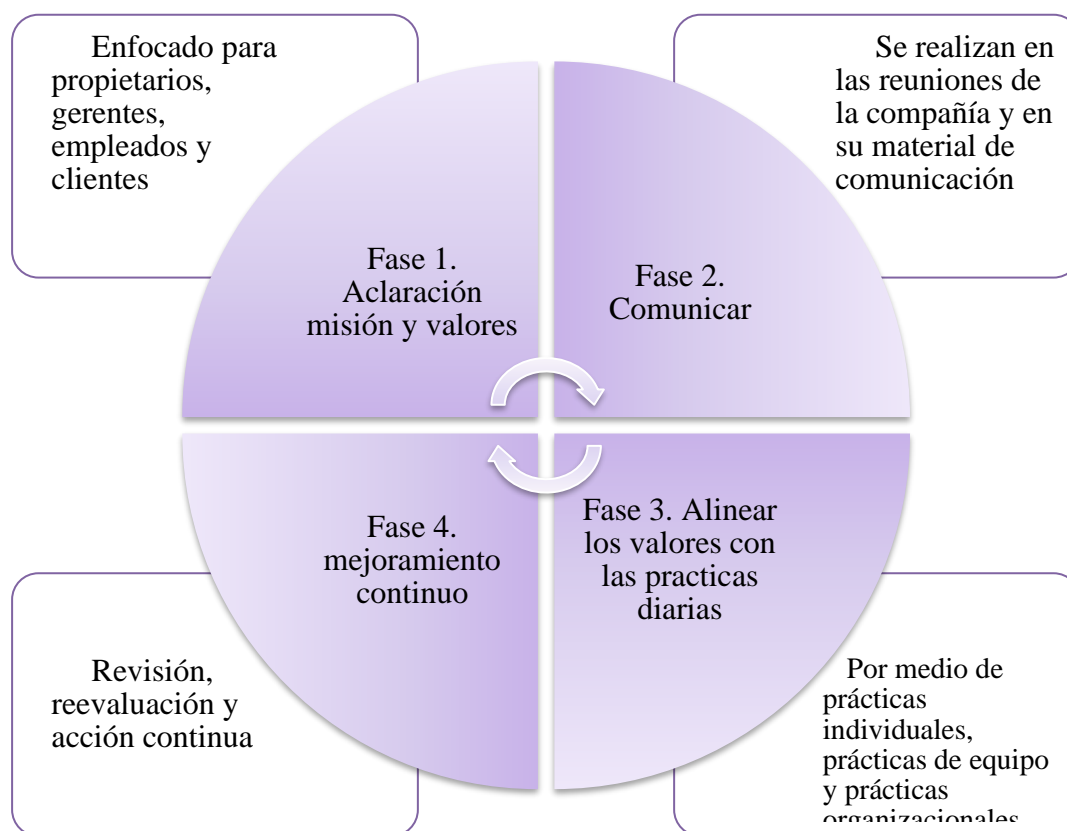 Enfocado para
propietarios,
gerentes,
empleados y
clientes
Se realizan en
las reuniones de
la compañía y en
su material de
comunicación
Fase 1.
Aclaración
misión y valores
Fase 2.
Comunicar
Fase 4.
mejoramiento
continuo
Fase 3. Alinear
los valores con
las practicas
diarias
Revisión,
reevaluación y
acción continua
Por medio de
prácticas
individuales,
prácticas de equipo
y prácticas
organizacionales